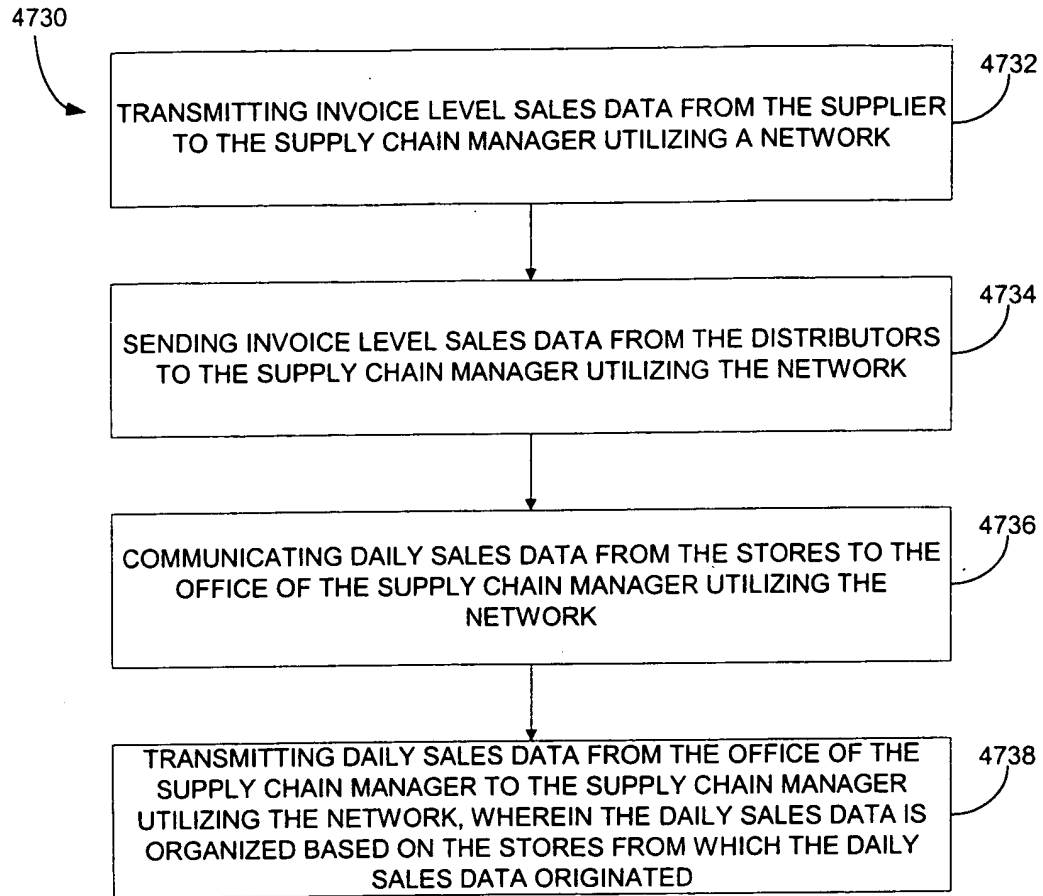 4730
4732
TRANSMITTING INVOICE LEVEL SALES DATA FROM THE SUPPLIER
TO THE SUPPLY CHAIN MANAGER UTILIZING A NETWORK
4734
SENDING INVOICE LEVEL SALES DATA FROM THE DISTRIBUTORS
TO THE SUPPLY CHAIN MANAGER UTILIZING THE NETWORK
4736
COMMUNICATING DAILY SALES DATA FROM THE STORES TO THE
OFFICE OF THE SUPPLY CHAIN MANAGER UTILIZING THE
NETWORK
4738
TRANSMITTING DAILY SALES DATA FROM THE OFFICE OF THE
SUPPLY CHAIN MANAGER TO THE SUPPLY CHAIN MANAGER
UTILIZING THE NETWORK, WHEREIN THE DAILY SALES DATA IS
ORGANIZED BASED ON THE STORES FROM WHICH THE DAILY
SALES DATA ORIGINATED